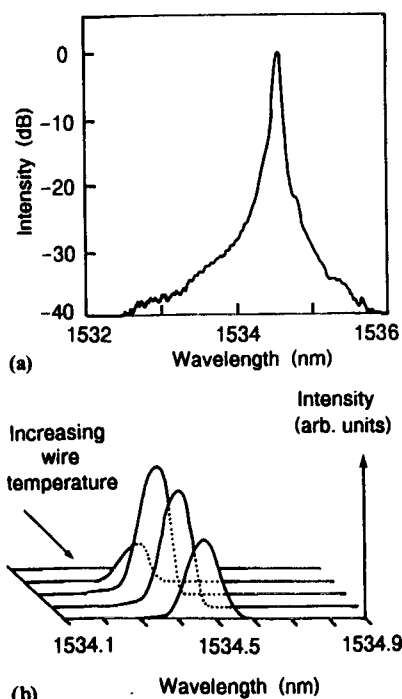 0
-10
-20
-30
-40
Intensity (dB)
1532
1534
1536
(a)
Wavelength (nm)
Increasing
wire
temperature
Intensity
(arb. units)
1534.1
1534.5
1534.9
(b)
Wavelength (nm)